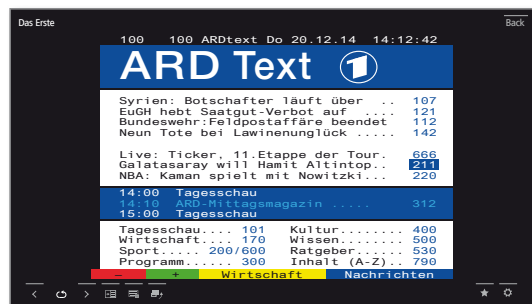 Das Erste
Back
100 100 ARDtext Do 20.12.14 14:12:42
ARD Text 1
Syrien: Botschafter läuft über .. 107
EuGH hebt Saatgut-Verbot auf .... 121
Bundeswehr:Feldpostaffäre beendet 112
Neun Tote bei Lawinenunglück ..... 142
Live: Ticker, 11.Etappe der Tour. 666
Galatasaray will Hamit Altintop.. 211
NBA: Kaman spielt mit Nowitzki... 220
14:00 Tagesschau
14:10 ARD-Mittagsmagazin ..... 312
15:00 Tagesschau
Tagesschau.... 101 Kultur........ 400
Wirtschaft.... 170 Wissen........ 500
Sport..... 200/600 Ratgeber...... 530
Programm...... 300 Inhalt (A-Z).. 790
− + Wirtschaft Nachrichten